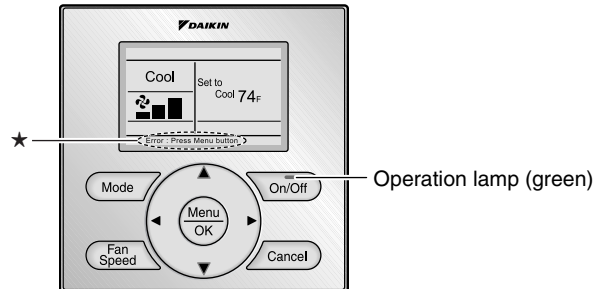 DAIKIN
Cool
Set to
Cool 74F
★
Error : Press Menu button
Mode
On/Off
Operation lamp (green)
Menu
OK
Fan
Speed
Cancel